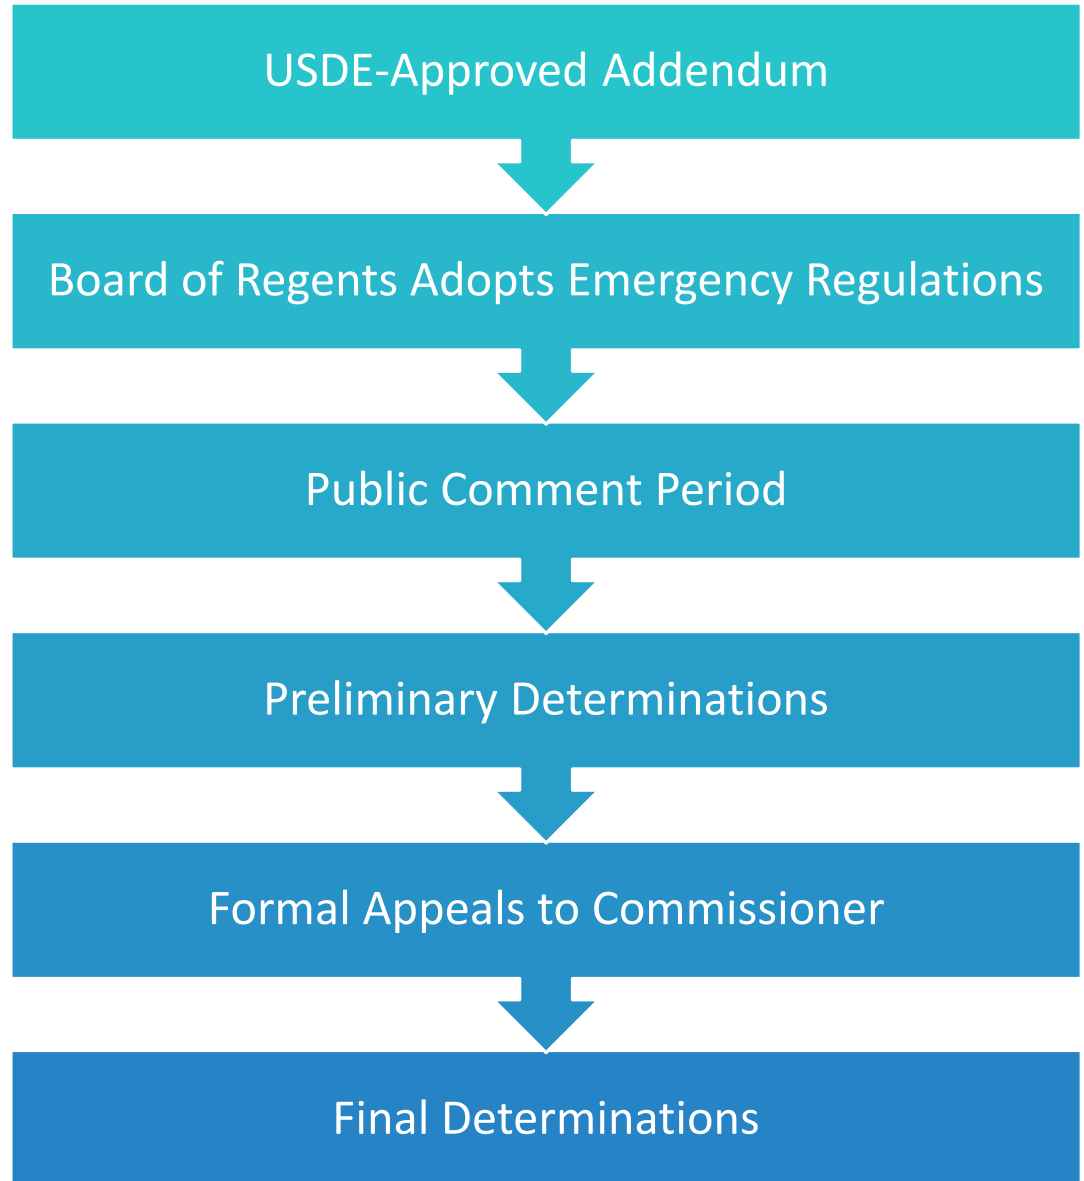 USDE-Approved Addendum
Board of Regents Adopts Emergency Regulations
Public Comment Period
Preliminary Determinations
Formal Appeals to Commissioner
Final Determinations